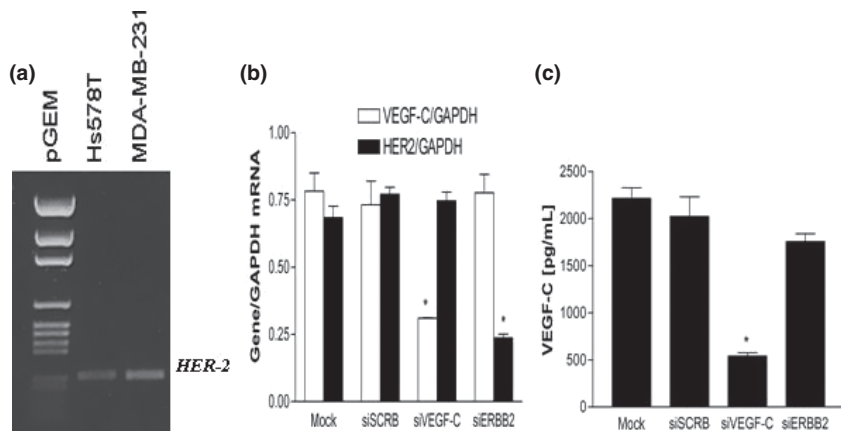 (a)
pGEM
Hs578T
MDA-MB-231
HER-2
(b)
VEGF-C/GAPDH
HER2/GAPDH
Gene/GAPDH mRNA
1.00
0.75
0.50
0.25
0.00
*
*
Mock
siSCRB
siVEGF-C
siERBB2
(c)
VEGF-C [pg/mL]
2500
2000
1500
1000
500
0
*
Mock
siSCRB
siVEGF-C
siERBB2